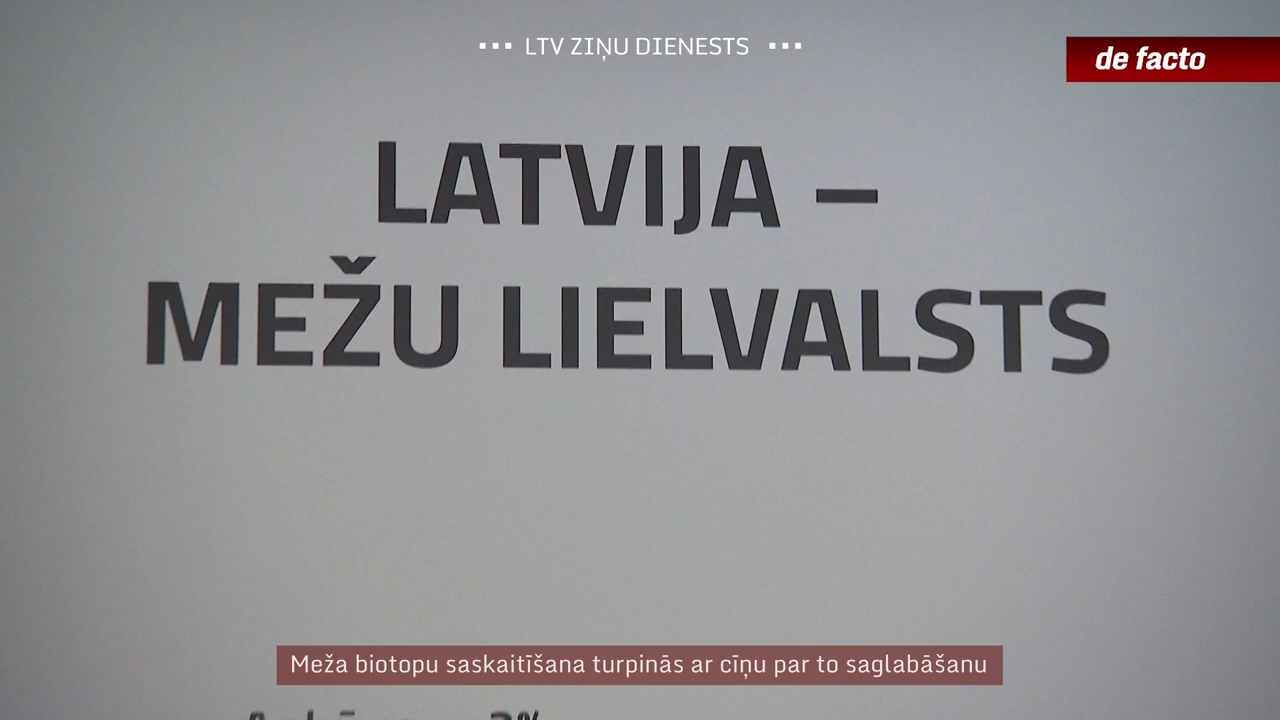 LTV ZIŅU DIENESTS
de facto
LATVIJA –
MEŽU LIELVALSTS
Meža biotopu saskaitīšana turpinās ar cīņu par to saglabāšanu